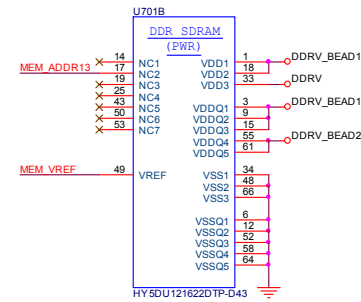 U701B
DDR SDRAM
(PWR)
14 NC1 VDD1 1 DDRV_BEAD1
MEM_ADDR13 17 NC2 VDD2 18
19 NC3 VDD3 33 DDRV
25 NC4
43 NC5 VDDQ1 3 DDRV_BEAD1
50 NC6 VDDQ2 9
53 NC7 VDDQ3 15
VDDQ4 55 DDRV_BEAD2
VDDQ5 61
MEM_VREF 49 VREF VSS1 34
VSS2 48
VSS3 66
VSSQ1 6
VSSQ2 12
VSSQ3 52
VSSQ4 58
VSSQ5 64
HY5DU121622DTP-D43